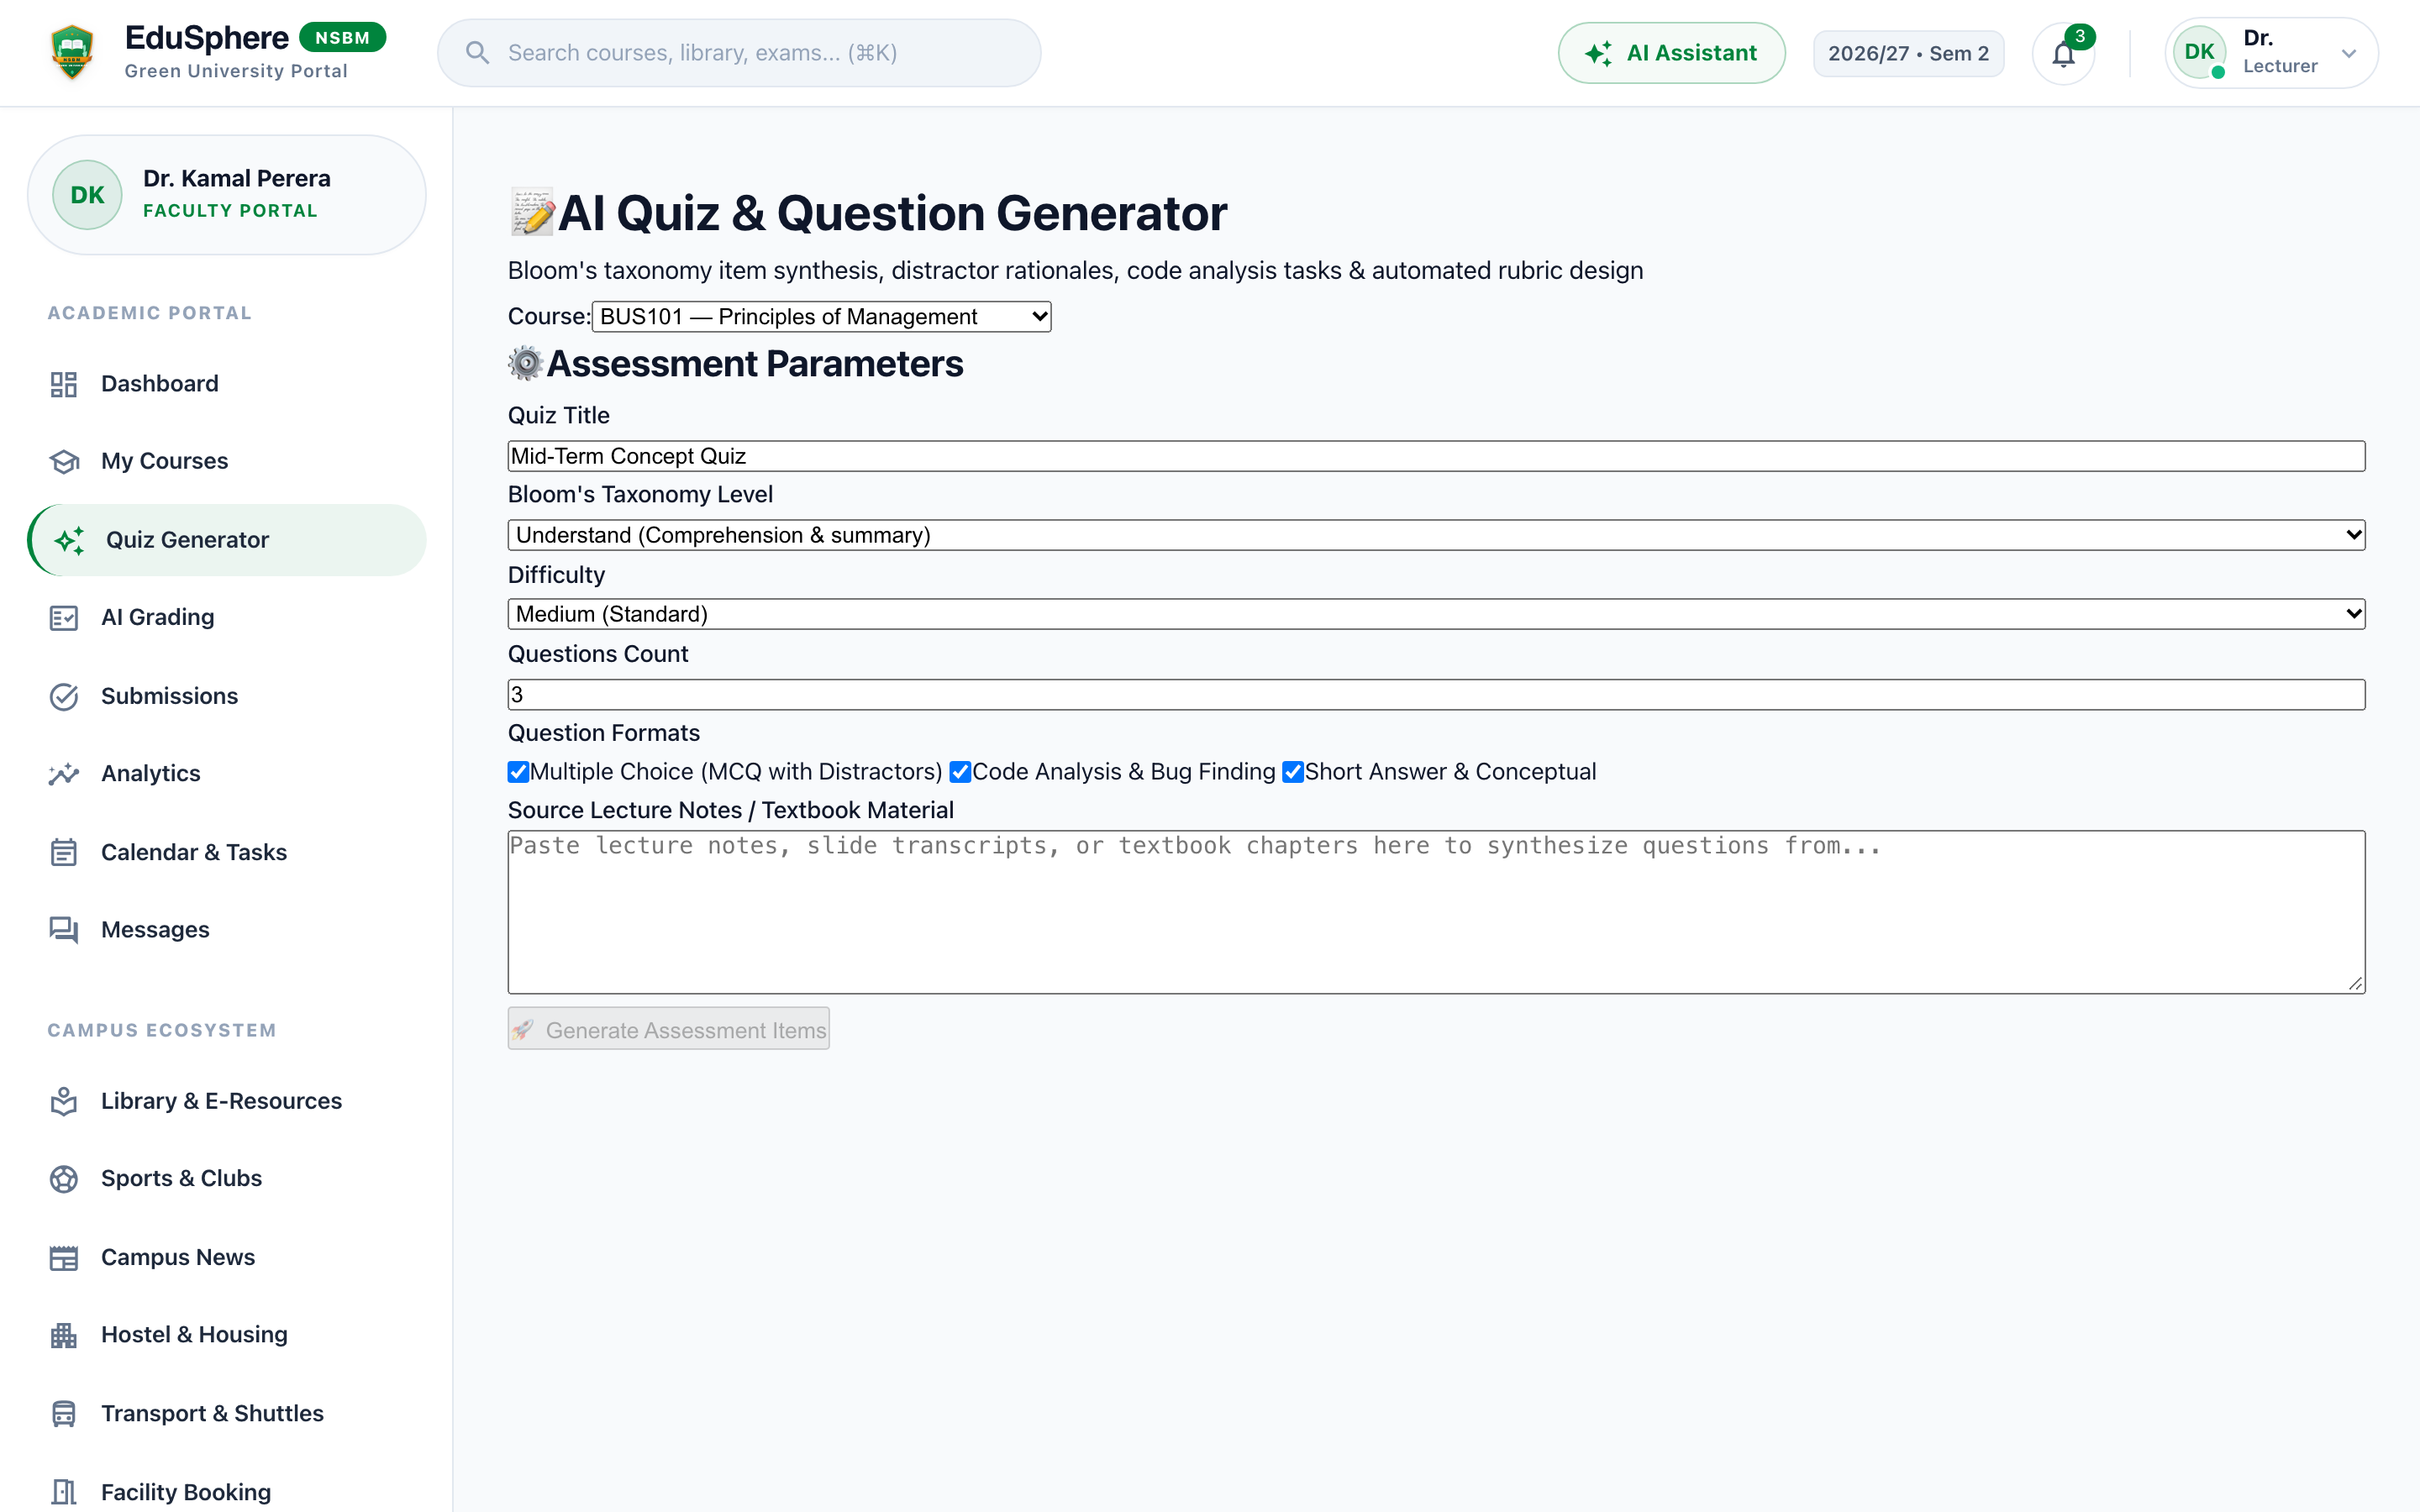 EduSphere NSBM
Green University Portal
Search courses, library, exams... (⌘K)
AI Assistant
2026/27 • Sem 2
3
DK
Dr.
Lecturer
DK
Dr. Kamal Perera
FACULTY PORTAL
ACADEMIC PORTAL
Dashboard
My Courses
Quiz Generator
AI Grading
Submissions
Analytics
Calendar & Tasks
Messages
CAMPUS ECOSYSTEM
Library & E-Resources
Sports & Clubs
Campus News
Hostel & Housing
Transport & Shuttles
Facility Booking
📝AI Quiz & Question Generator
Bloom's taxonomy item synthesis, distractor rationales, code analysis tasks & automated rubric design
Course: BUS101 — Principles of Management
⚙️Assessment Parameters
Quiz Title
Mid-Term Concept Quiz
Bloom's Taxonomy Level
Understand (Comprehension & summary)
Difficulty
Medium (Standard)
Questions Count
3
Question Formats
Multiple Choice (MCQ with Distractors) Code Analysis & Bug Finding Short Answer & Conceptual
Source Lecture Notes / Textbook Material
Paste lecture notes, slide transcripts, or textbook chapters here to synthesize questions from...
🚀 Generate Assessment Items